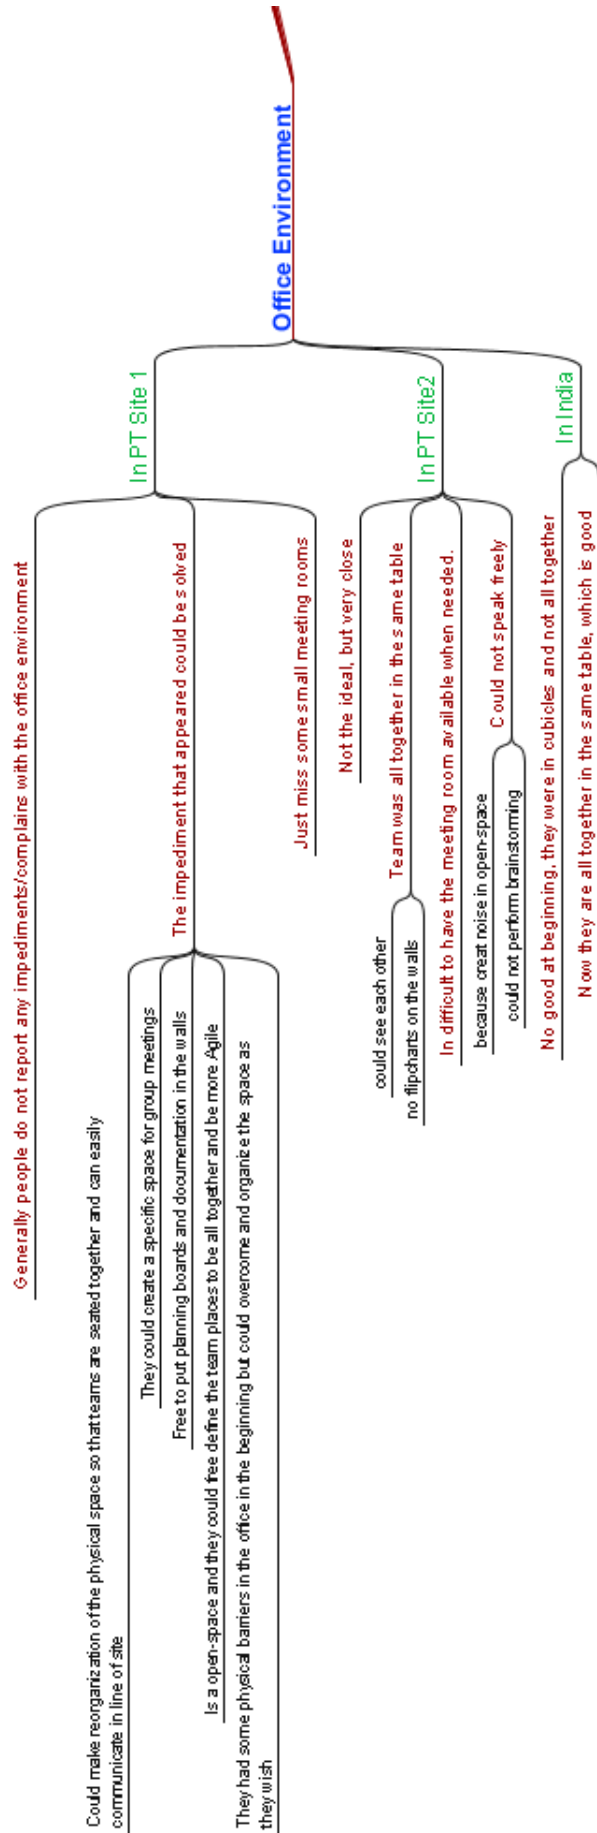 Office Environment
In PT Site 1
Generally people do not report any impediments/complains with the office environment
The impediment that appeared could be solved
Could make reorganization of the physical space so that teams are seated together and can easily
communicate in line of site
They could create a specific space for group meetings
Free to put planning boards and documentation in the walls
Is a open-space and they could free define the team places to be all together and be more Agile
They had some physical barriers in the office in the beginning but could overcome and organize the space as
they wish
Just miss some small meeting rooms
In PT Site2
Not the ideal, but very close
Team was all together in the same table
could see each other
no flipcharts on the walls
In difficult to have the meeting room available when needed.
Could not speak freely
because creat noise in open-space
could not perform brainstorming
In India
No good at beginning, they were in cubicles and not all together
Now they are all together in the same table, which is good